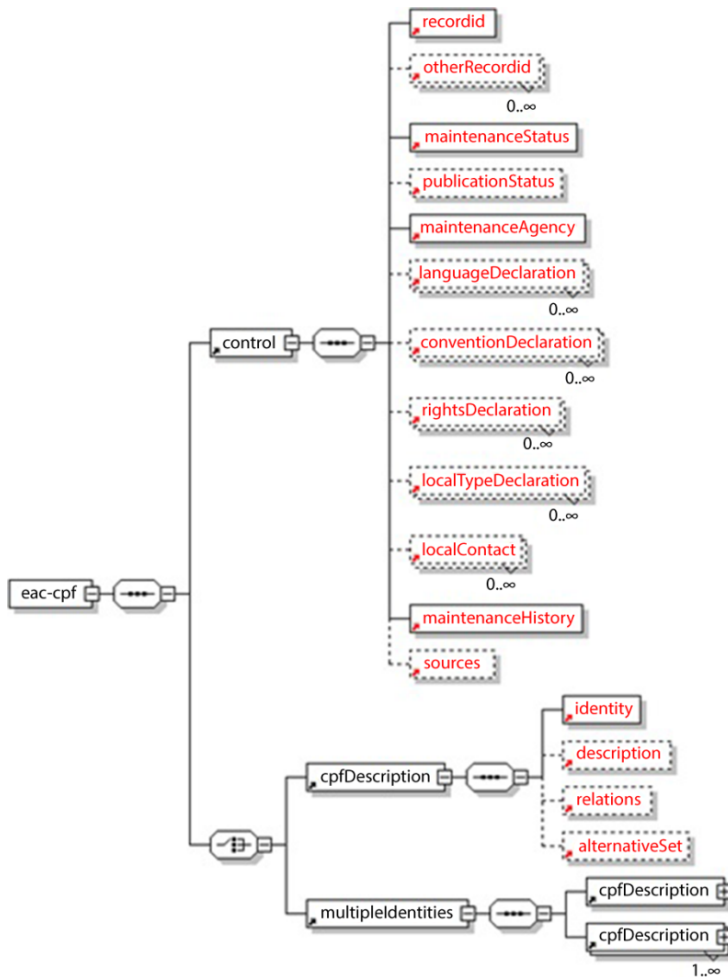 recordid
otherRecordid
0..∞
maintenanceStatus
publicationStatus
maintenanceAgency
languageDeclaration
0..∞
control
conventionDeclaration
0..∞
rightsDeclaration
0..∞
localTypeDeclaration
0..∞
localContact
0..∞
eac-cpf
maintenanceHistory
sources
identity
description
cpfDescription
relations
alternativeSet
cpfDescription
multipleIdentities
cpfDescription
1..∞